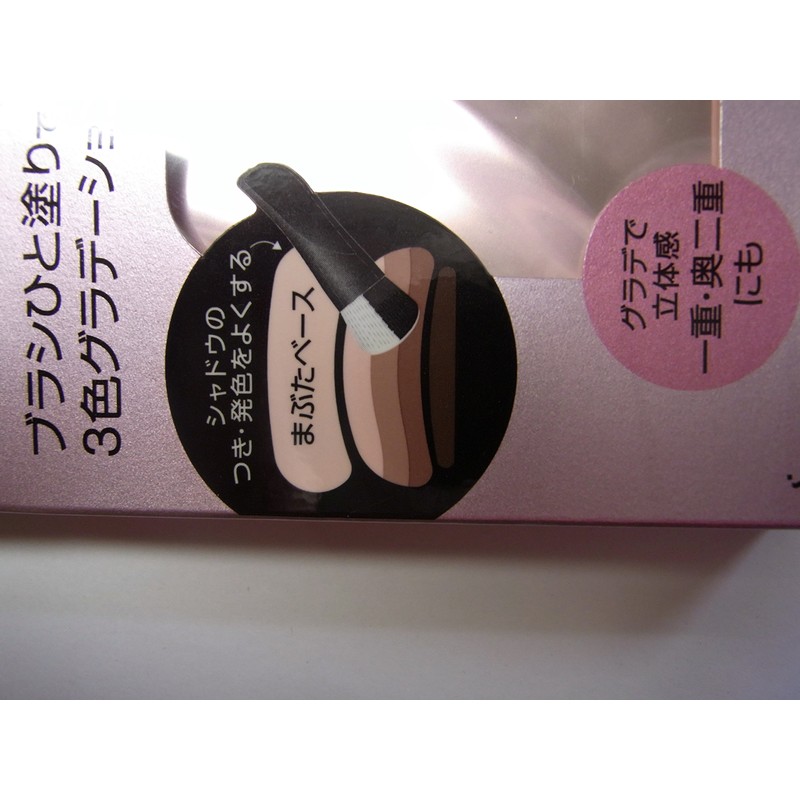 ブラシひと塗りで
3色グラデーショ
シャドウの
つき・発色をよくする
まぶたベース
グラデで
立体感
一重・奥二重
にも